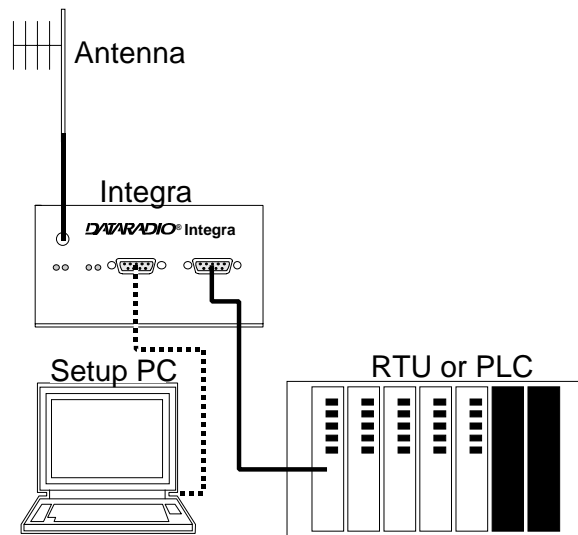 Antenna
Integra
DATARADIO® Integra
Setup PC
RTU or PLC